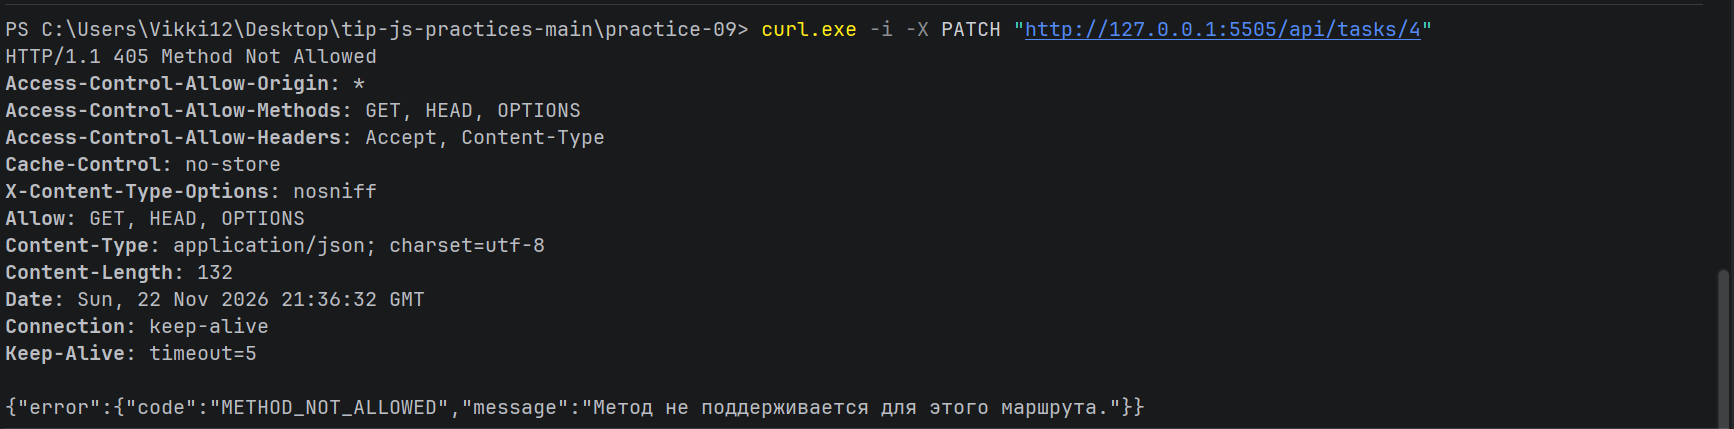 PS C:\Users\Vikki12\Desktop\tip-js-practices-main\practice-09> curl.exe -i -X PATCH "http://127.0.0.1:5505/api/tasks/4"
HTTP/1.1 405 Method Not Allowed
Access-Control-Allow-Origin: *
Access-Control-Allow-Methods: GET, HEAD, OPTIONS
Access-Control-Allow-Headers: Accept, Content-Type
Cache-Control: no-store
X-Content-Type-Options: nosniff
Allow: GET, HEAD, OPTIONS
Content-Type: application/json; charset=utf-8
Content-Length: 132
Date: Sun, 22 Nov 2026 21:36:32 GMT
Connection: keep-alive
Keep-Alive: timeout=5
{"error":{"code":"METHOD_NOT_ALLOWED","message":"Метод не поддерживается для этого маршрута."}}